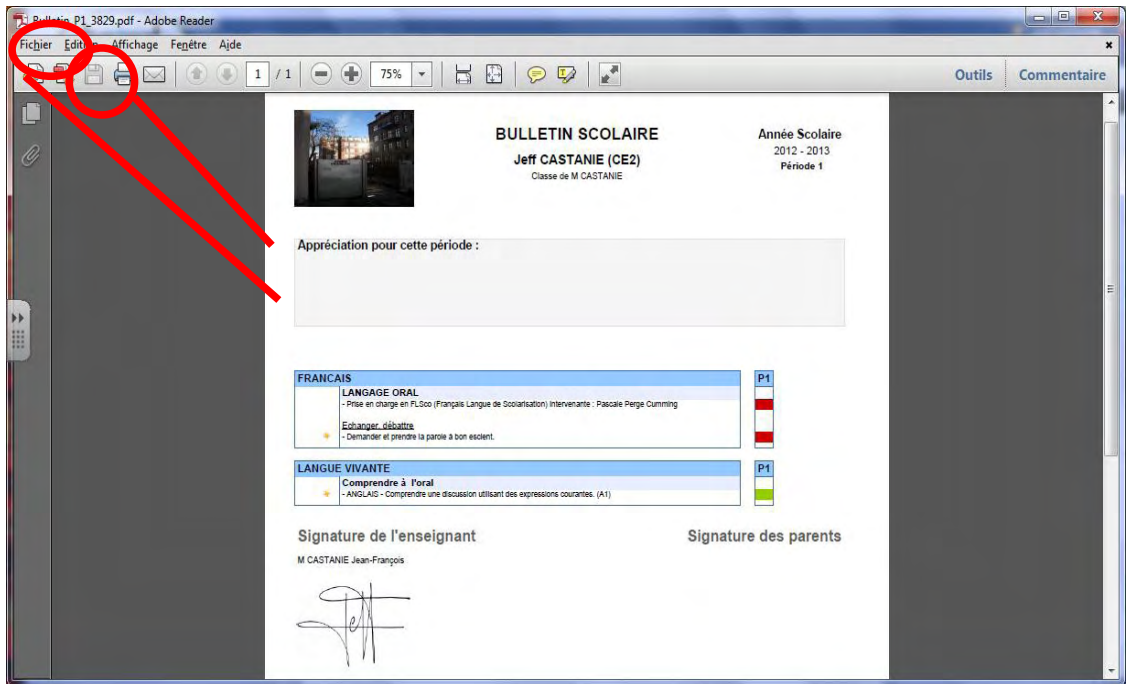 Bulletin_P1_3829.pdf - Adobe Reader
Fichier Edition Affichage Fenêtre Aide
1 / 1 75% Outils Commentaire
BULLETIN SCOLAIRE
Jeff CASTANIE (CE2)
Classe de M CASTANIE
Année Scolaire
2012 - 2013
Période 1
Appréciation pour cette période :
FRANCAIS P1
LANGAGE ORAL
- Prise en charge en FLSco (Français Langue de Scolarisation) Intervenante : Pascale Perge Cumming
Echanger, débattre
- Demander et prendre la parole à bon escient.
LANGUE VIVANTE P1
Comprendre à l'oral
- ANGLAIS - Comprendre une discussion utilisant des expressions courantes. (A1)
Signature de l'enseignant Signature des parents
M CASTANIE Jean-François
Jeff